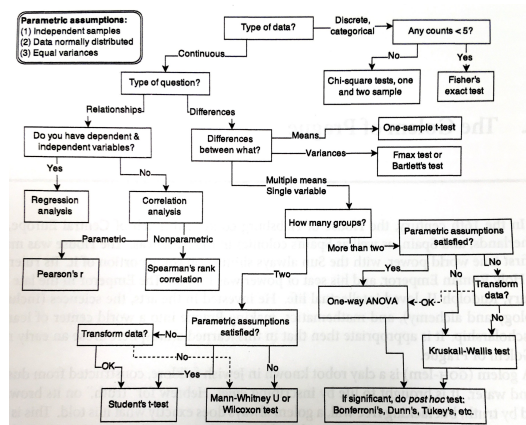 Parametric assumptions:
(1) Independent samples
(2) Data normally distributed
(3) Equal variances
Type of data?
Discrete,
categorical
Any counts < 5?
Continuous
No
Yes
Chi-square tests, one
and two sample
Fisher's
exact test
Type of question?
Relationships
Differences
Do you have dependent &
independent variables?
Differences
between what?
Means
One-sample t-test
Variances
Fmax test or
Bartlett's test
Yes
No
Multiple means
Single variable
Regression
analysis
Correlation
analysis
How many groups?
Parametric
Nonparametric
More than two
Parametric assumptions
satisfied?
Pearson's r
Spearman's rank
correlation
Two
Yes
No
No
Transform
data?
One-way ANOVA
OK
No
Transform data?
No
Parametric assumptions
satisfied?
Kruskall-Wallis test
OK
No
Yes
No
Student's t-test
Mann-Whitney U or
Wilcoxon test
If significant, do post hoc test:
Bonferroni's, Dunn's, Tukey's, etc.